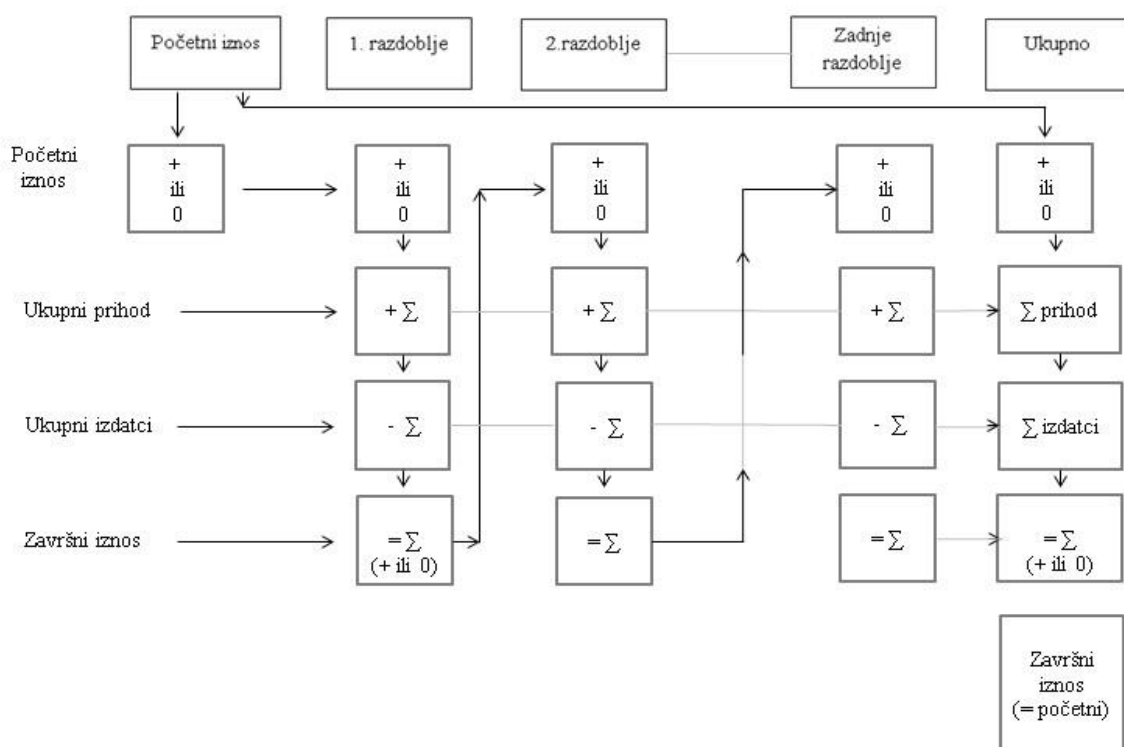 Početni iznos
1. razdoblje
2.razdoblje
Zadnje
razdoblje
Ukupno
Početni
iznos
+
ili
0
+
ili
0
+
ili
0
+
ili
0
+
ili
0
Ukupni prihod
+ ∑
+ ∑
+ ∑
∑ prihod
Ukupni izdatci
- ∑
- ∑
- ∑
∑ izdatci
Završni iznos
= ∑
(+ ili 0)
= ∑
= ∑
= ∑
(+ ili 0)
Završni
iznos
(= početni)